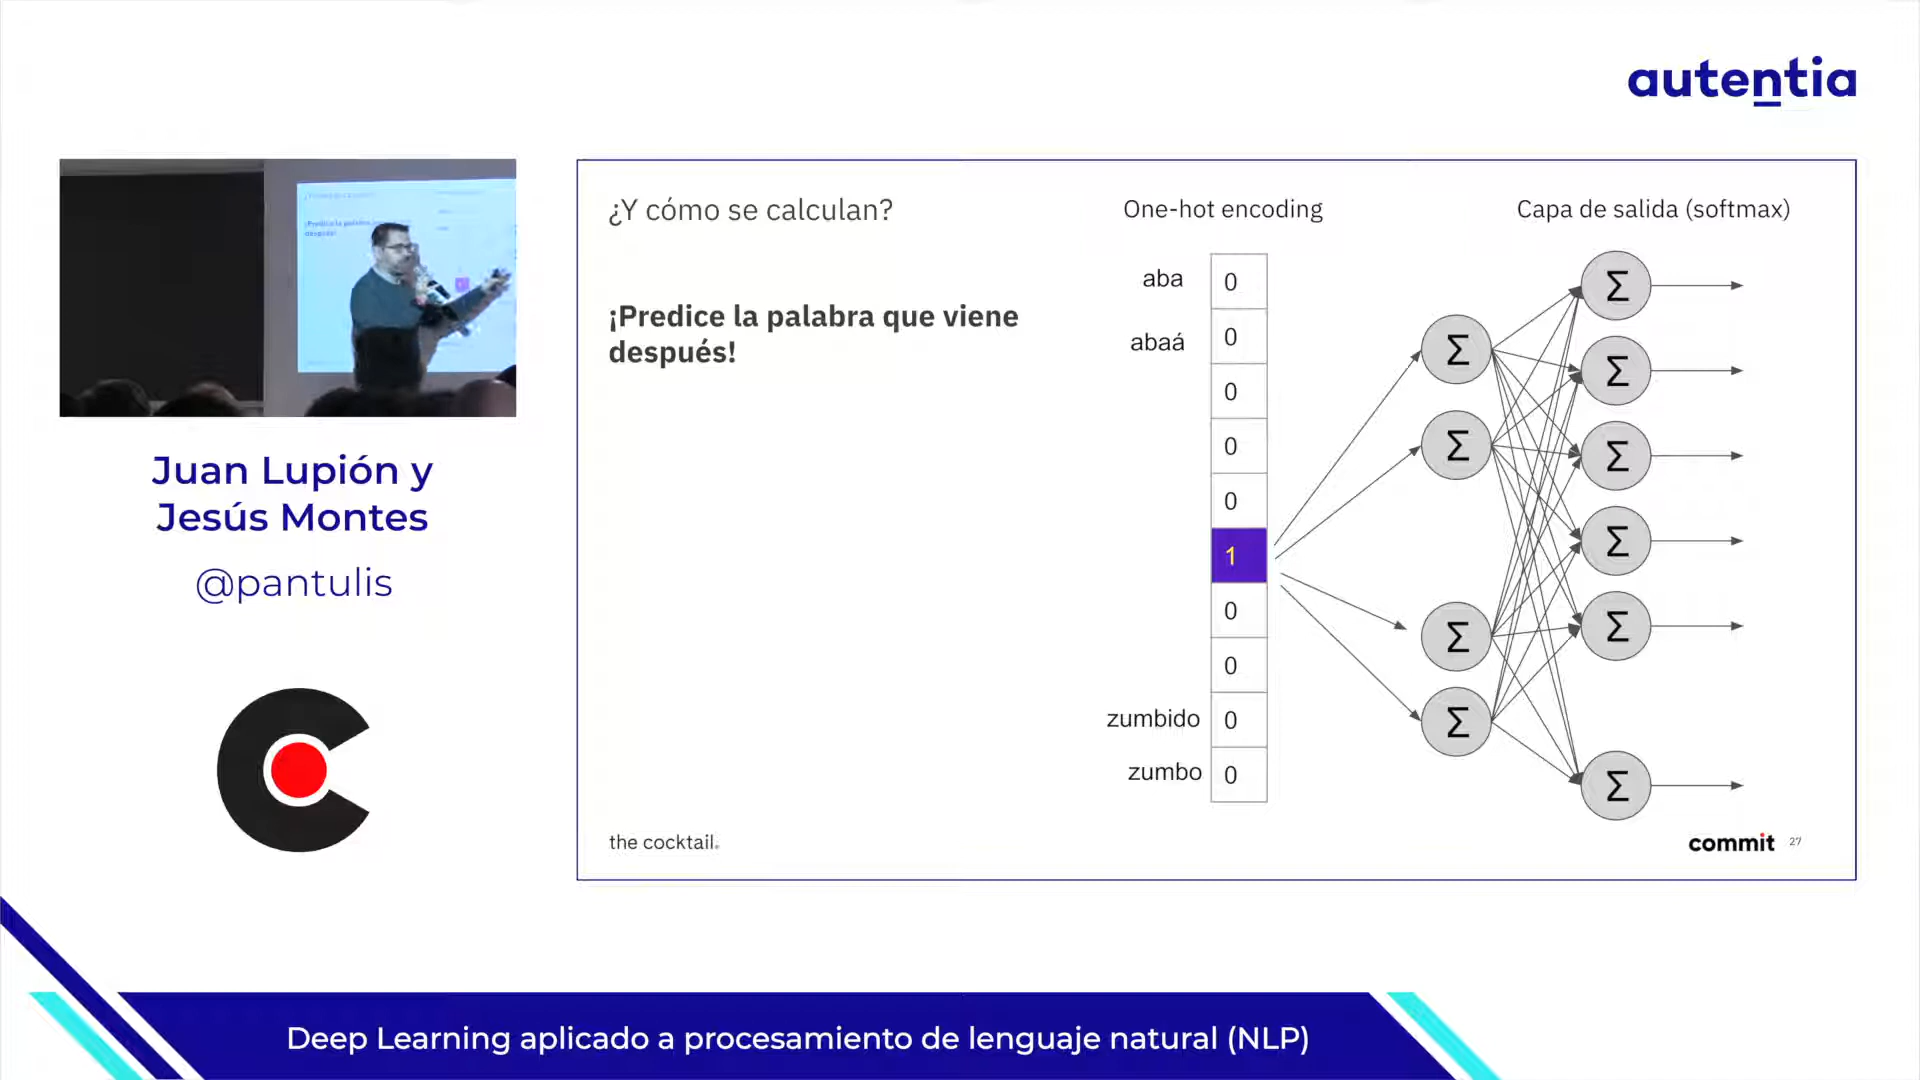 autentia
¿Y cómo se calculan?
¡Predice la palabra que viene
después!
One-hot encoding
Capa de salida (softmax)
aba 0
abaá 0
0
0
0
1
0
0
zumbido 0
zumbo 0
Σ
Σ
Σ
Σ
Σ
Σ
Σ
Σ
Σ
Σ
the cocktail.
commit 27
Juan Lupión y
Jesús Montes
@pantulis
Deep Learning aplicado a procesamiento de lenguaje natural (NLP)